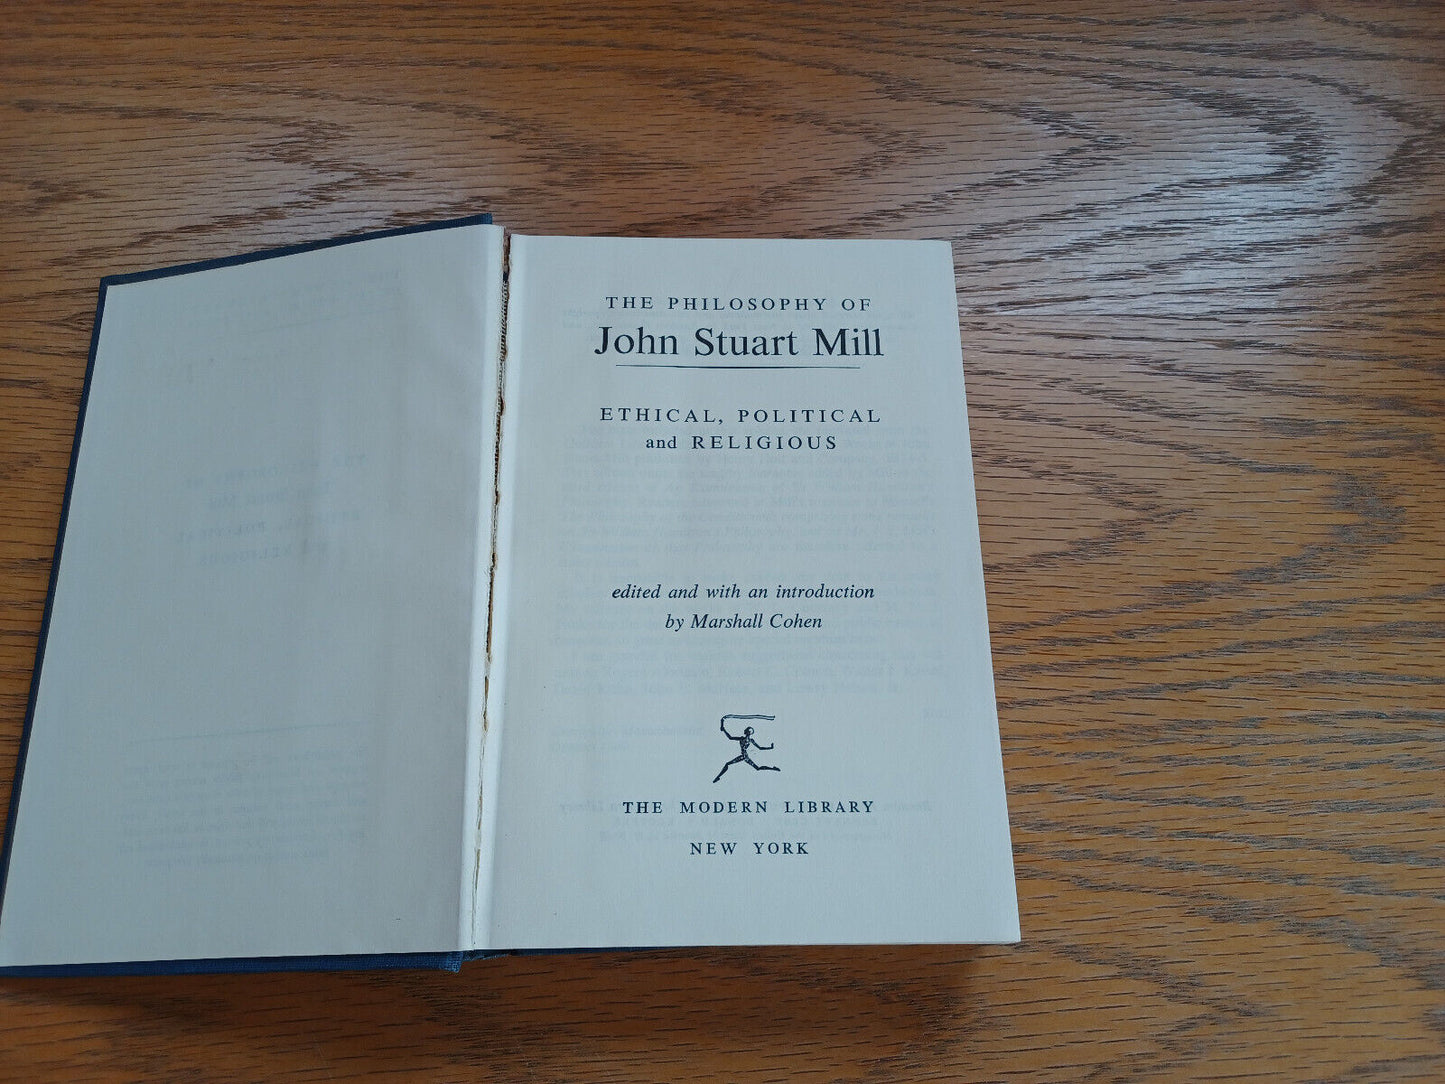 THE PHILOSOPHY OF
John Stuart Mill
ETHICAL, POLITICAL
and RELIGIOUS
edited and with an introduction
by Marshall Cohen
THE MODERN LIBRARY
NEW YORK